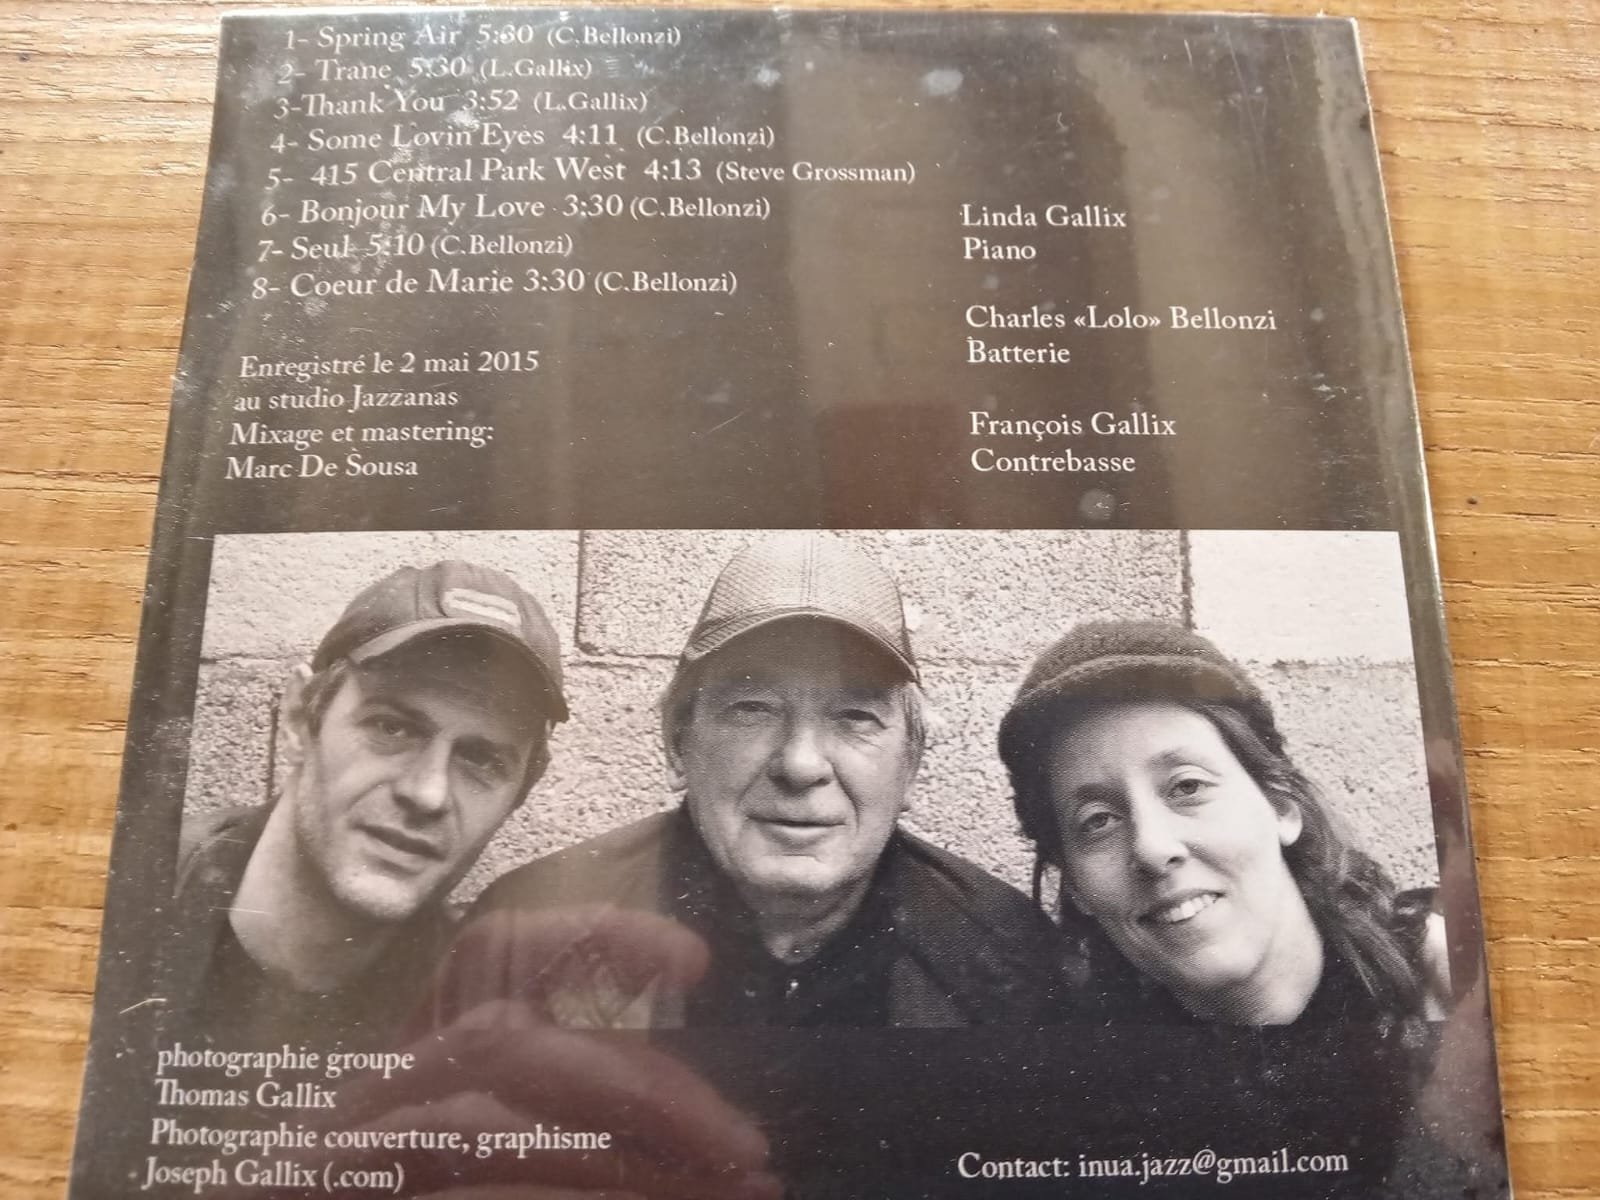 1- Spring Air 5:30 (C.Bellonzi)
2- Trane 5:30 (L.Gallix)
3-Thank You 3:52 (L.Gallix)
4- Some Lovin'Eyes 4:11 (C.Bellonzi)
5- 415 Central Park West 4:13 (Steve Grossman)
6- Bonjour My Love 3:30 (C.Bellonzi)
7- Seul 5:10 (C.Bellonzi)
8- Coeur de Marie 3:30 (C.Bellonzi)
Enregistré le 2 mai 2015
au studio Jazzanas
Mixage et mastering:
Marc De Sousa
Linda Gallix
Piano
Charles «Lolo» Bellonzi
Batterie
François Gallix
Contrebasse
photographie groupe
Thomas Gallix
Photographie couverture, graphisme
Joseph Gallix (.com)
Contact: inua.jazz@gmail.com